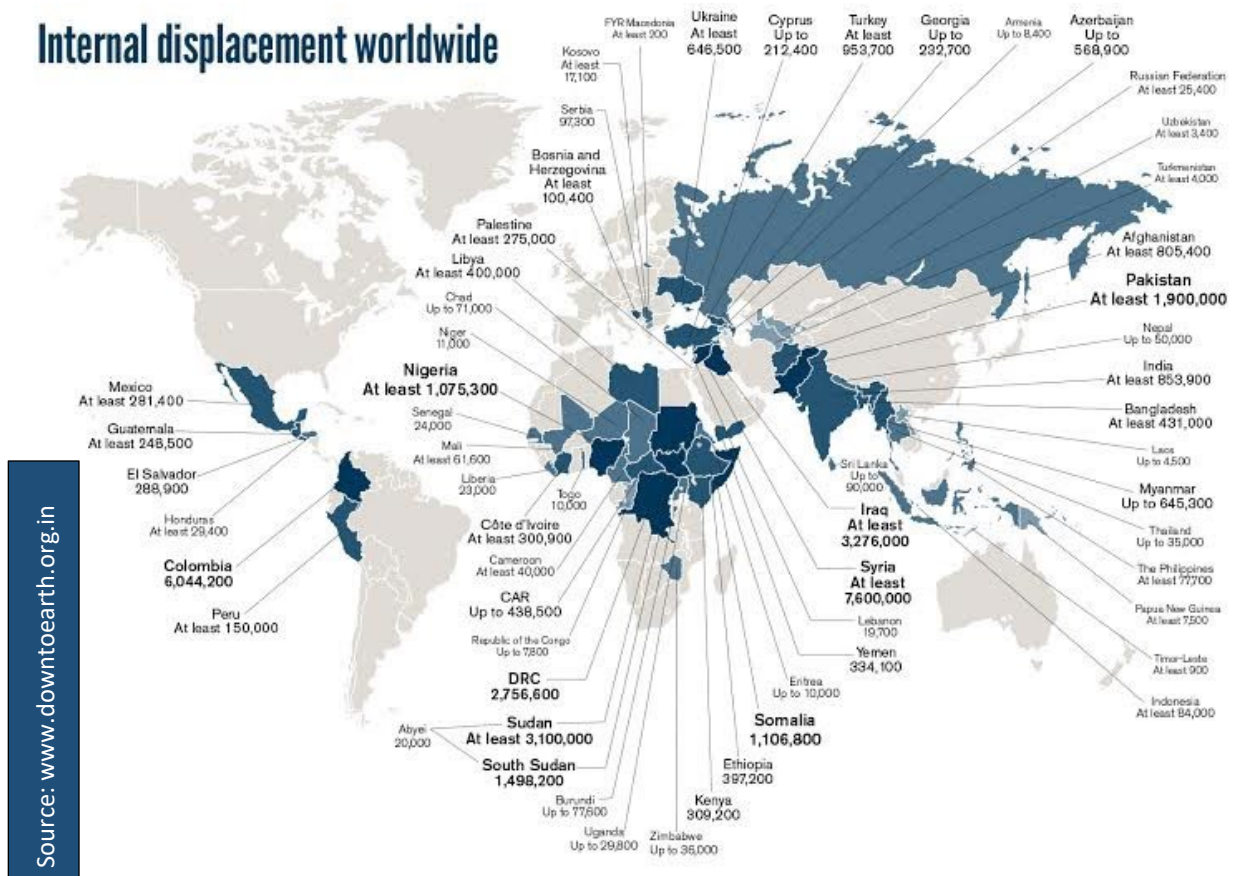 Internal displacement worldwide
FYR Macedonia
At least 200
Kosovo
At least
17,100
Serbia
97,300
Bosnia and
Herzegovina
At least
100,400
Ukraine
At least
646,500
Cyprus
Up to
212,400
Turkey
At least
953,700
Georgia
Up to
232,700
Armenia
Up to 8,400
Azerbaijan
Up to
568,900
Russian Federation
At least 25,400
Uzbekistan
At least 3,400
Turkmenistan
At least 4,000
Afghanistan
At least 805,400
Pakistan
At least 1,900,000
Nepal
Up to 50,000
India
At least 853,900
Bangladesh
At least 431,000
Laos
Up to 4,500
Myanmar
Up to 645,300
Thailand
Up to 35,000
The Philippines
At least 77,700
Papua New Guinea
At least 7,500
Timor-Leste
At least 900
Indonesia
At least 84,000
Sri Lanka
Up to
90,000
Iraq
At least
3,276,000
Syria
At least
7,600,000
Lebanon
19,700
Yemen
334,100
Eritrea
Up to 10,000
Somalia
1,106,800
Ethiopia
397,200
Kenya
309,200
Zimbabwe
Up to 36,000
Uganda
Up to 29,800
Burundi
Up to 77,600
South Sudan
1,498,200
Abyei
20,000
Sudan
At least 3,100,000
DRC
2,756,600
Republic of the Congo
Up to 7,800
CAR
Up to 438,500
Cameroon
At least 40,000
Côte d'Ivoire
At least 300,900
Togo
10,000
Liberia
23,000
Mali
At least 61,600
Senegal
24,000
Nigeria
At least 1,075,300
Niger
11,000
Chad
Up to 71,000
Libya
At least 400,000
Palestine
At least 275,000
Mexico
At least 281,400
Guatemala
At least 248,500
El Salvador
288,900
Honduras
At least 29,400
Colombia
6,044,200
Peru
At least 150,000
Source: www.downtoearth.org.in